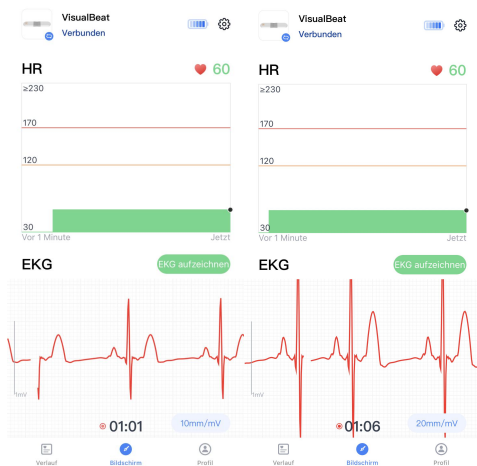 VisualBeat
Verbunden
HR
60
≥230
170
120
30
Vor 1 Minute
Jetzt
EKG
EKG aufzeichnen
1mV
01:01
10mm/mV
Verlauf
Bildschirm
Profil
VisualBeat
Verbunden
HR
60
≥230
170
120
30
Vor 1 Minute
Jetzt
EKG
EKG aufzeichnen
1mV
01:06
20mm/mV
Verlauf
Bildschirm
Profil